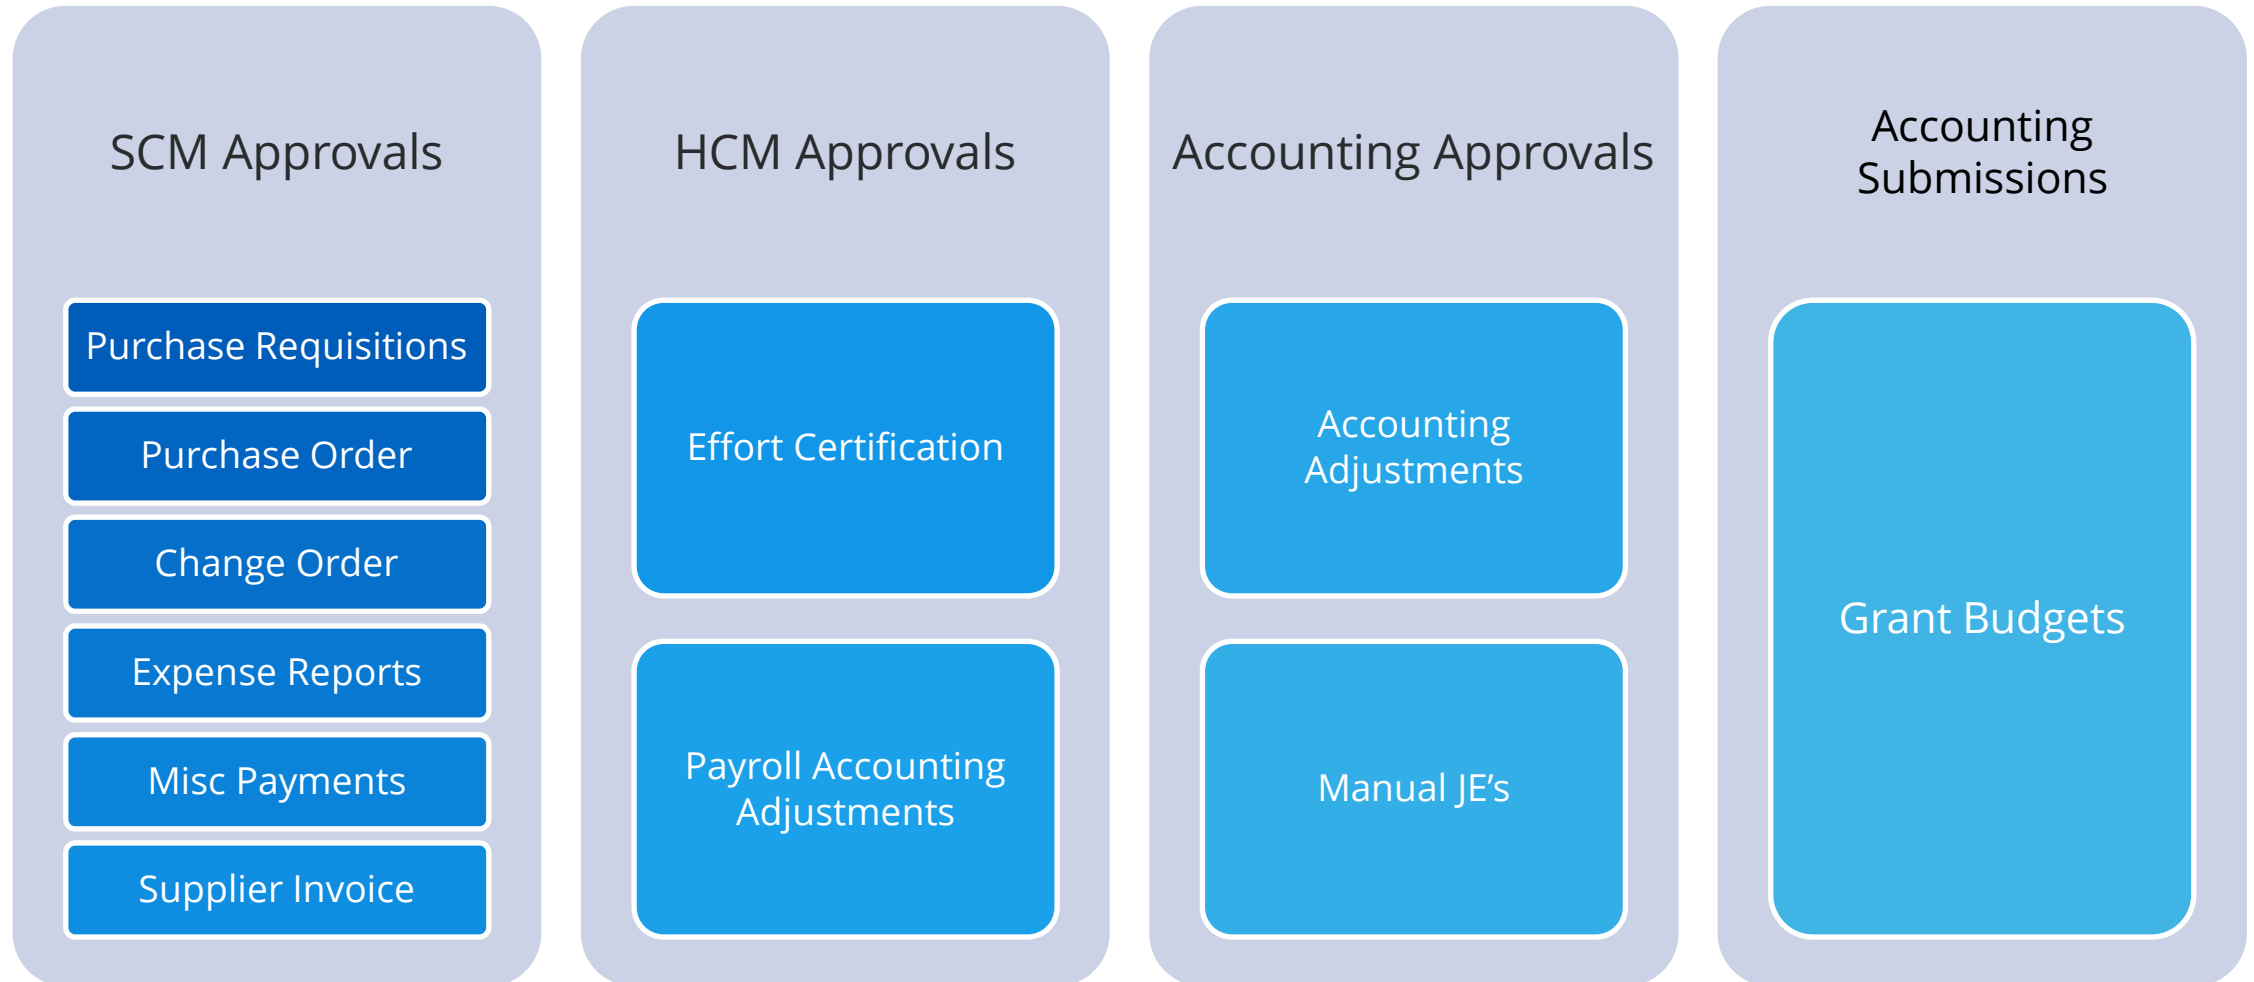 SCM Approvals
Purchase Requisitions
Purchase Order
Change Order
Expense Reports
Misc Payments
Supplier Invoice
HCM Approvals
Effort Certification
Payroll Accounting
Adjustments
Accounting Approvals
Accounting
Adjustments
Manual JE’s
Accounting
Submissions
Grant Budgets